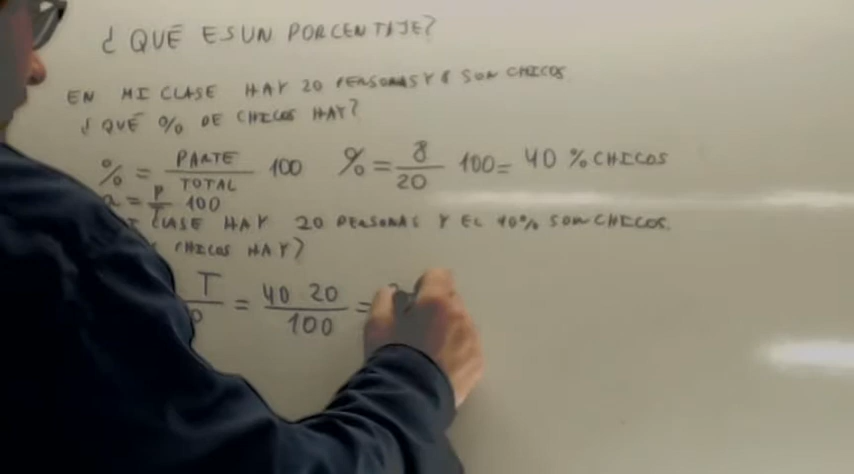 ¿QUÉ ES UN PORCENTAJE?
EN MI CLASE HAY 20 PERSONAS Y 8 SON CHICOS
¿QUÉ % DE CHICOS HAY?
% = PARTE / TOTAL 100 % = 8 / 20 100 = 40 % CHICOS
= P / T 100
CLASE HAY 20 PERSONAS Y EL 40% SON CHICOS.
CHICOS HAY?
T = 40 20 / 100 =